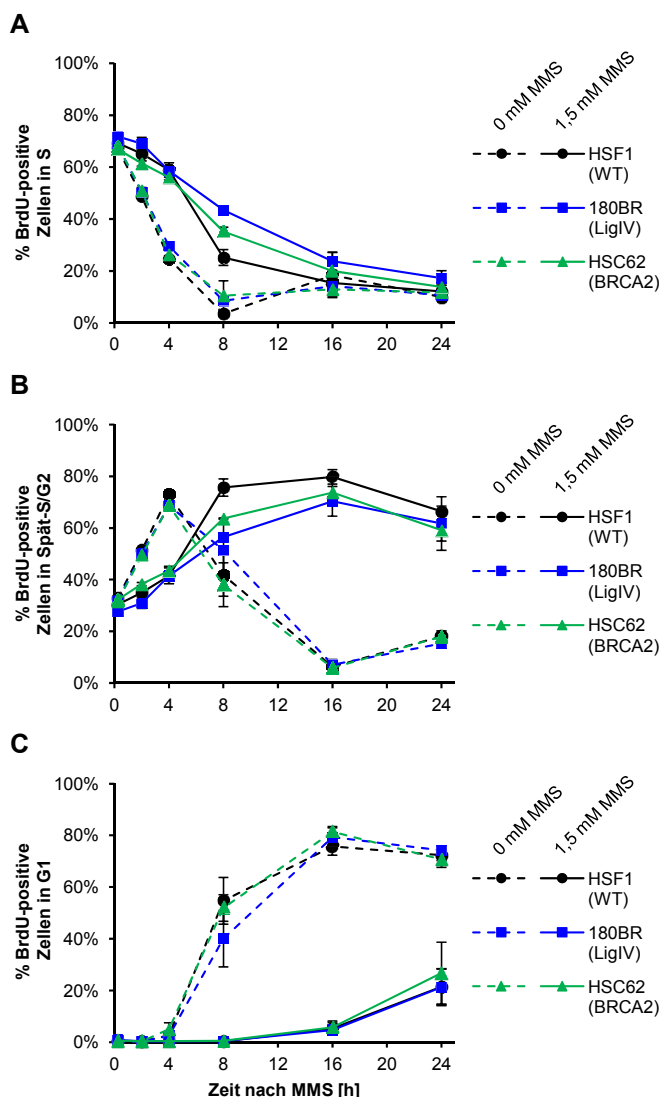 A
% BrdU-positive
Zellen in S
100%
80%
60%
40%
20%
0%
0 4 8 12 16 20 24
0 mM MMS
1,5 mM MMS
HSF1
(WT)
180BR
(LigIV)
HSC62
(BRCA2)
B
% BrdU-positive
Zellen in Spät-S/G2
100%
80%
60%
40%
20%
0%
0 4 8 12 16 20 24
0 mM MMS
1,5 mM MMS
HSF1
(WT)
180BR
(LigIV)
HSC62
(BRCA2)
C
% BrdU-positive
Zellen in G1
100%
80%
60%
40%
20%
0%
0 4 8 12 16 20 24
Zeit nach MMS [h]
0 mM MMS
1,5 mM MMS
HSF1
(WT)
180BR
(LigIV)
HSC62
(BRCA2)